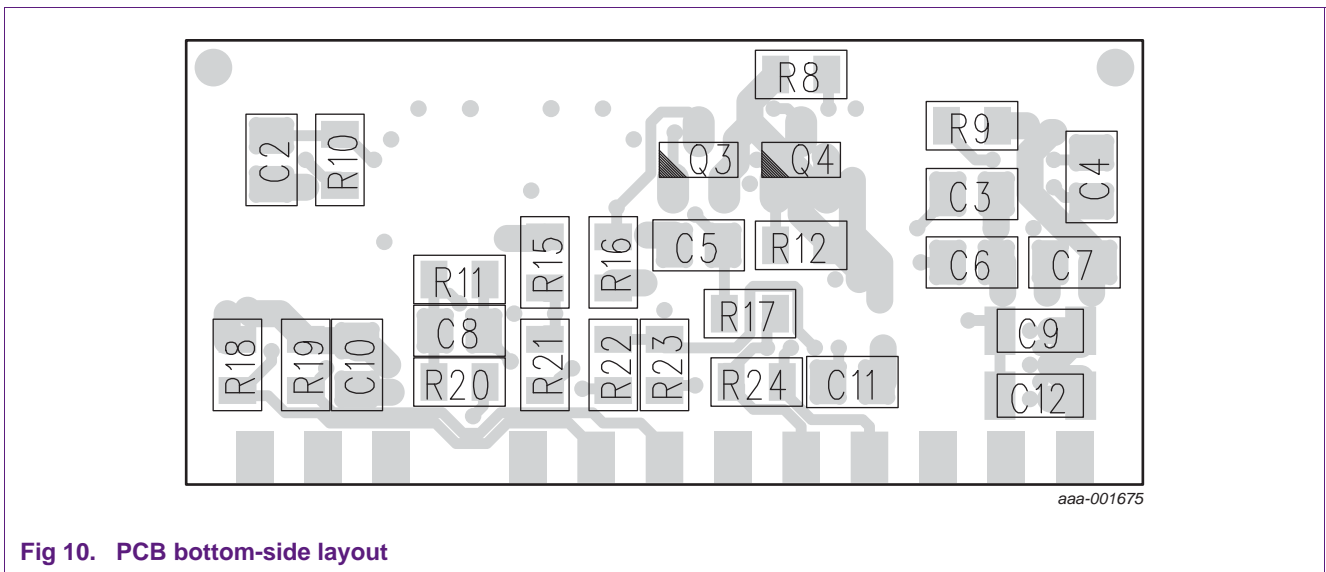 R8
R9
C2
R10
Q3
Q4
C4
C3
R15
R16
C5
R12
C6
C7
R11
R17
C8
C9
R18
R19
C10
R20
R21
R22
R23
R24
C11
C12
aaa-001675
Fig 10. PCB bottom-side layout